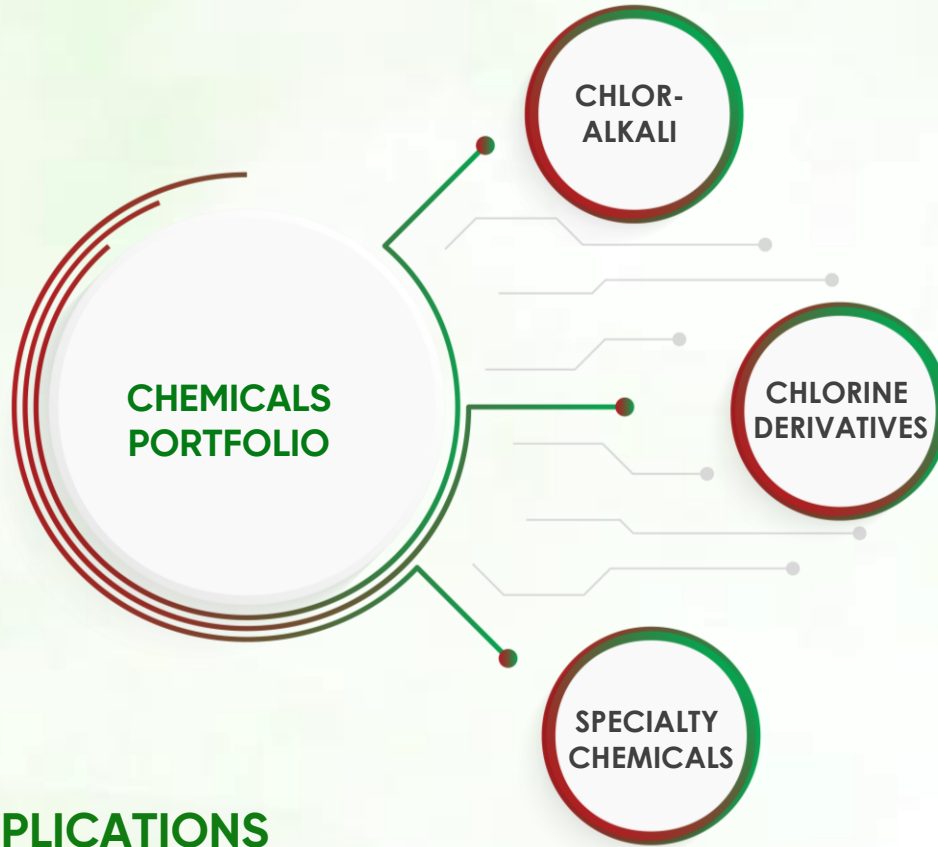 CHLOR-
ALKALI
CHEMICALS
PORTFOLIO
CHLORINE
DERIVATIVES
SPECIALTY
CHEMICALS
PLICATIONS